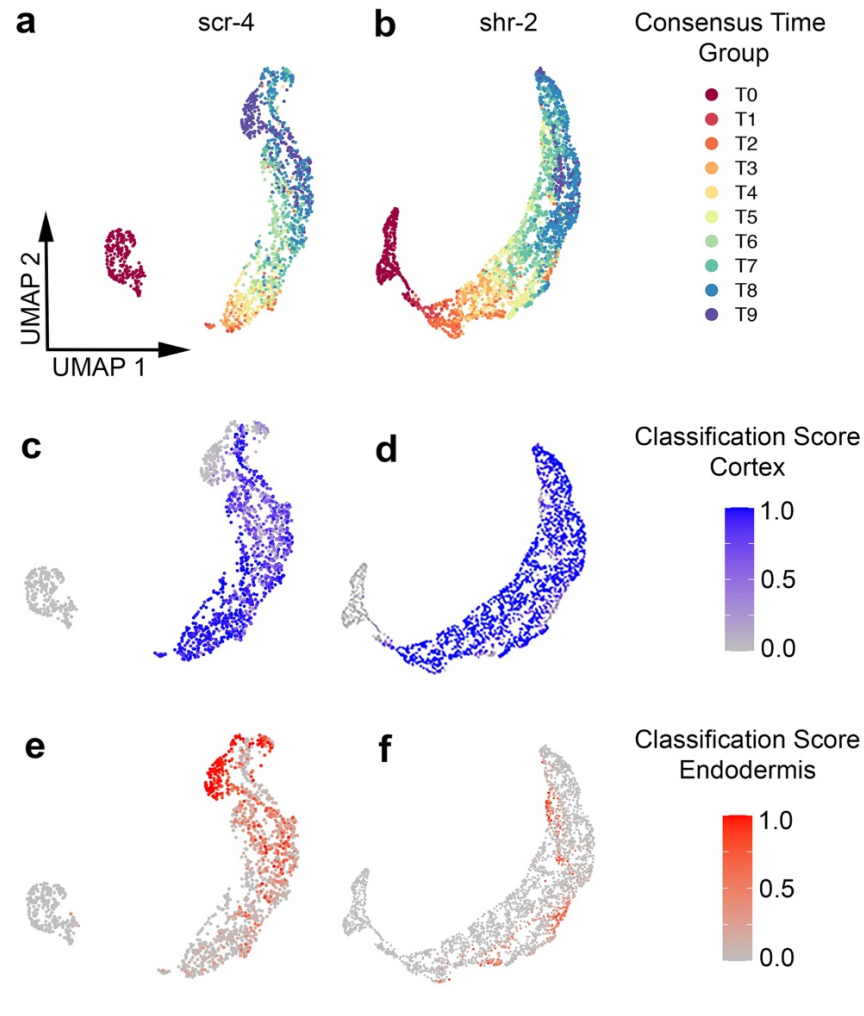 a
scr-4
b
shr-2
Consensus Time
Group
T0
T1
T2
T3
T4
T5
T6
T7
T8
T9
UMAP 2
UMAP 1
c
d
Classification Score
Cortex
1.0
0.5
0.0
e
f
Classification Score
Endodermis
1.0
0.5
0.0